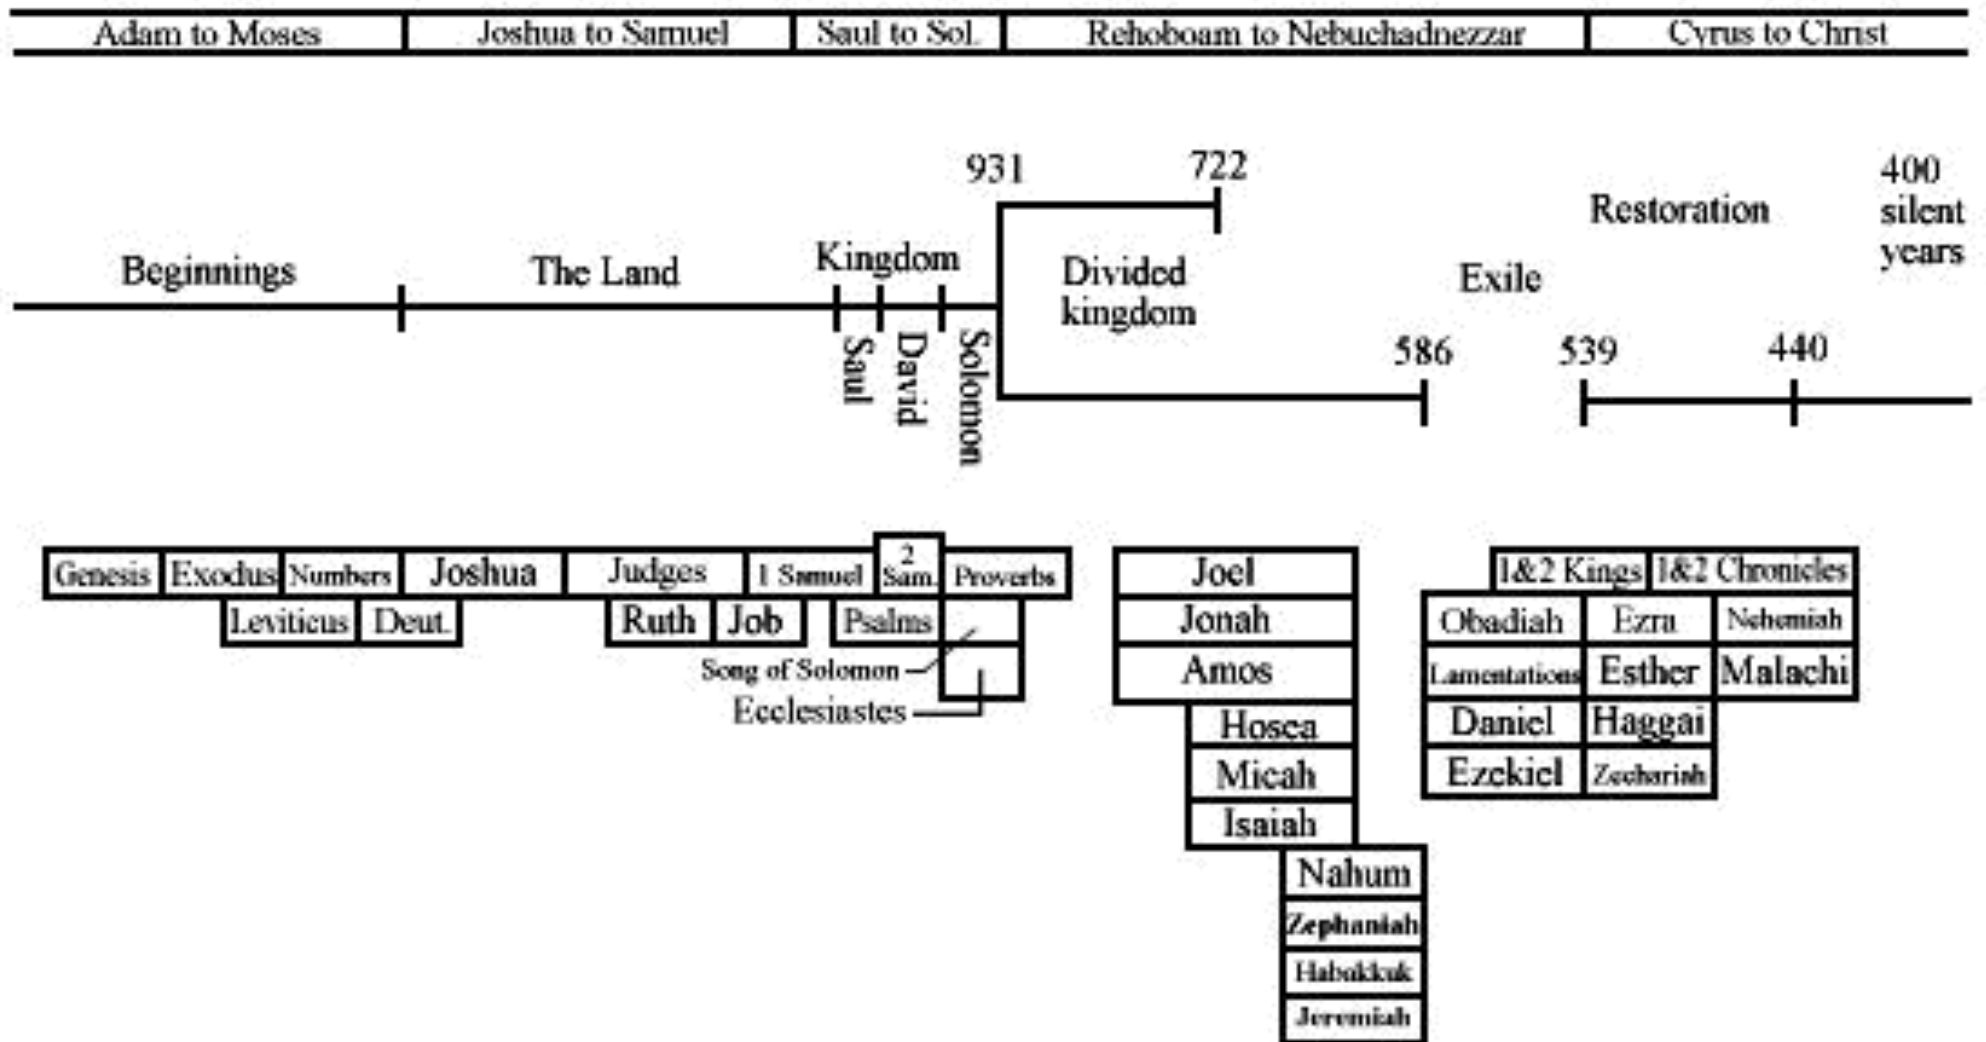 Adam to Moses
Joshua to Samuel
Saul to Sol.
Rehoboam to Nebuchadnezzar
Cyrus to Christ
931
722
400
silent
years
Restoration
Beginnings
The Land
Kingdom
Divided
kingdom
Exile
Saul
David
Solomon
586
539
440
Genesis
Exodus
Numbers
Joshua
Judges
1 Samuel
2
Sam.
Proverbs
Leviticus
Deut.
Ruth
Job
Psalms
Song of Solomon
Ecclesiastes
Joel
Jonah
Amos
Hosea
Micah
Isaiah
Nahum
Zephaniah
Habakkuk
Jeremiah
1&2 Kings
1&2 Chronicles
Obadiah
Ezra
Nehemiah
Lamentations
Esther
Malachi
Daniel
Haggai
Ezekiel
Zechariah